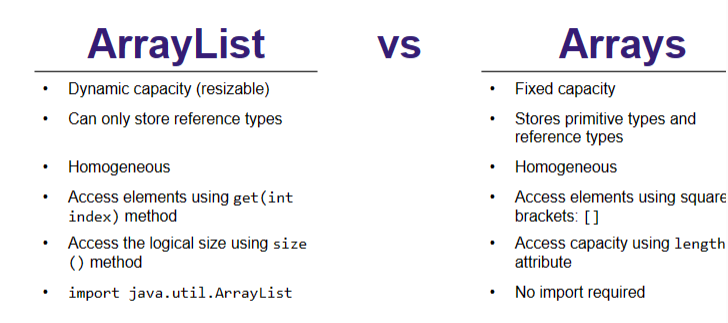 ArrayList vs Arrays
• Dynamic capacity (resizable)
• Can only store reference types
• Homogeneous
• Access elements using get(int
index) method
• Access the logical size using size
() method
• import java.util.ArrayList
• Fixed capacity
• Stores primitive types and
reference types
• Homogeneous
• Access elements using square
brackets: []
• Access capacity using length
attribute
• No import required